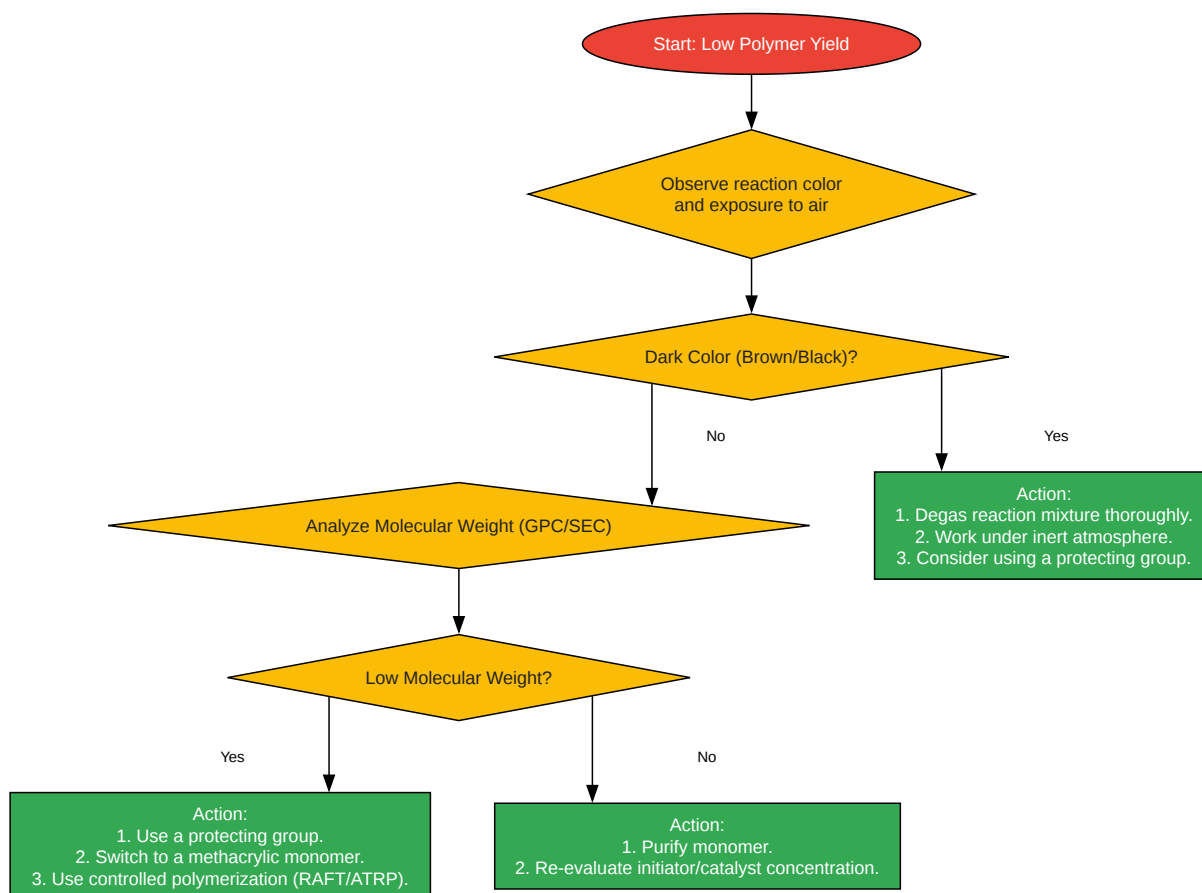 Start: Low Polymer Yield
Observe reaction color
and exposure to air
Dark Color (Brown/Black)?
No
Yes
Analyze Molecular Weight (GPC/SEC)
Action:
1. Degas reaction mixture thoroughly.
2. Work under inert atmosphere.
3. Consider using a protecting group.
Low Molecular Weight?
Yes
No
Action:
1. Use a protecting group.
2. Switch to a methacrylic monomer.
3. Use controlled polymerization (RAFT/ATRP).
Action:
1. Purify monomer.
2. Re-evaluate initiator/catalyst concentration.